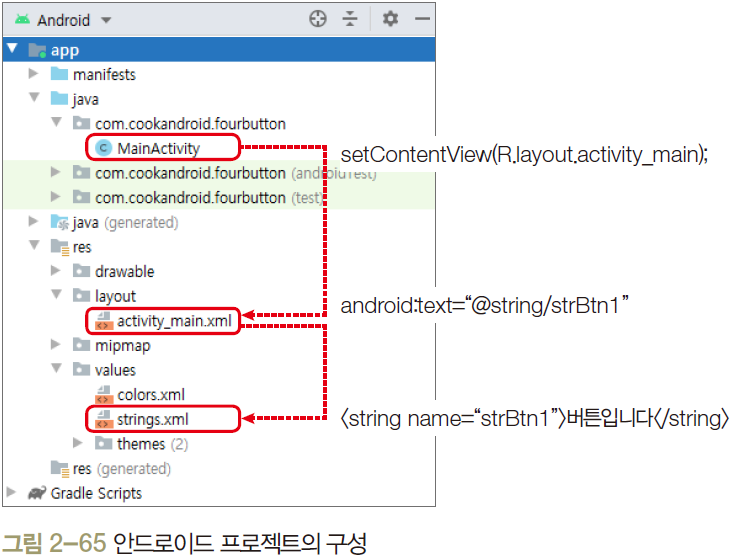 Android
app
manifests
java
com.cookandroid.fourbutton
MainActivity
setContentView(R.layout.activity_main);
com.cookandroid.fourbutton (androidTest)
com.cookandroid.fourbutton (test)
java (generated)
res
drawable
layout
android:text=“@string/strBtn1”
activity_main.xml
mipmap
values
colors.xml
strings.xml
<string name=“strBtn1”>버튼입니다</string>
themes (2)
res (generated)
Gradle Scripts
그림 2-65 안드로이드 프로젝트의 구성